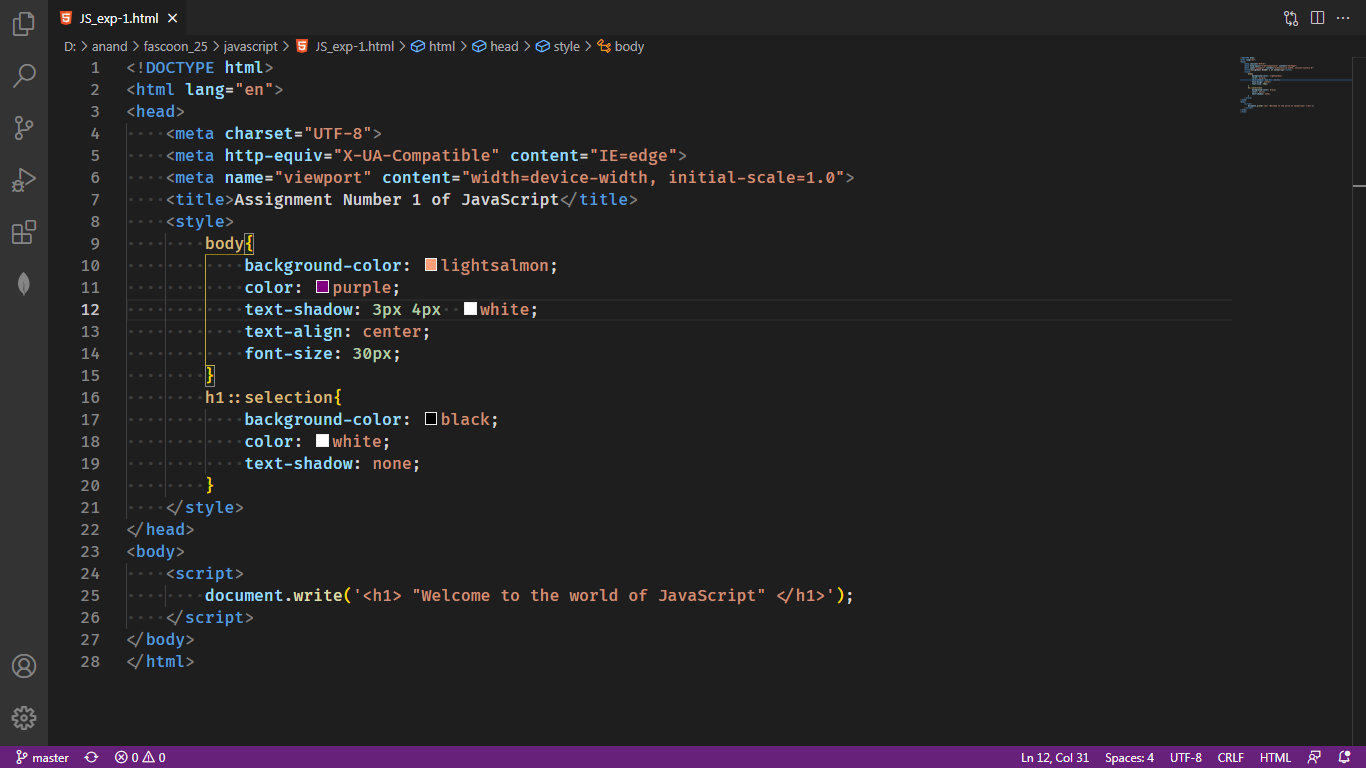 JS_exp-1.html
D: > anand > fascoon_25 > javascript > JS_exp-1.html > html > head > style > body
1 <!DOCTYPE html>
2 <html lang="en">
3 <head>
4     <meta charset="UTF-8">
5     <meta http-equiv="X-UA-Compatible" content="IE=edge">
6     <meta name="viewport" content="width=device-width, initial-scale=1.0">
7     <title>Assignment Number 1 of JavaScript</title>
8     <style>
9         body{
10             background-color: lightsalmon;
11             color: purple;
12             text-shadow: 3px 4px  white;
13             text-align: center;
14             font-size: 30px;
15         }
16         h1::selection{
17             background-color: black;
18             color: white;
19             text-shadow: none;
20         }
21     </style>
22 </head>
23 <body>
24     <script>
25         document.write('<h1> "Welcome to the world of JavaScript" </h1>');
26     </script>
27 </body>
28 </html>
master 0 0 Ln 12, Col 31 Spaces: 4 UTF-8 CRLF HTML